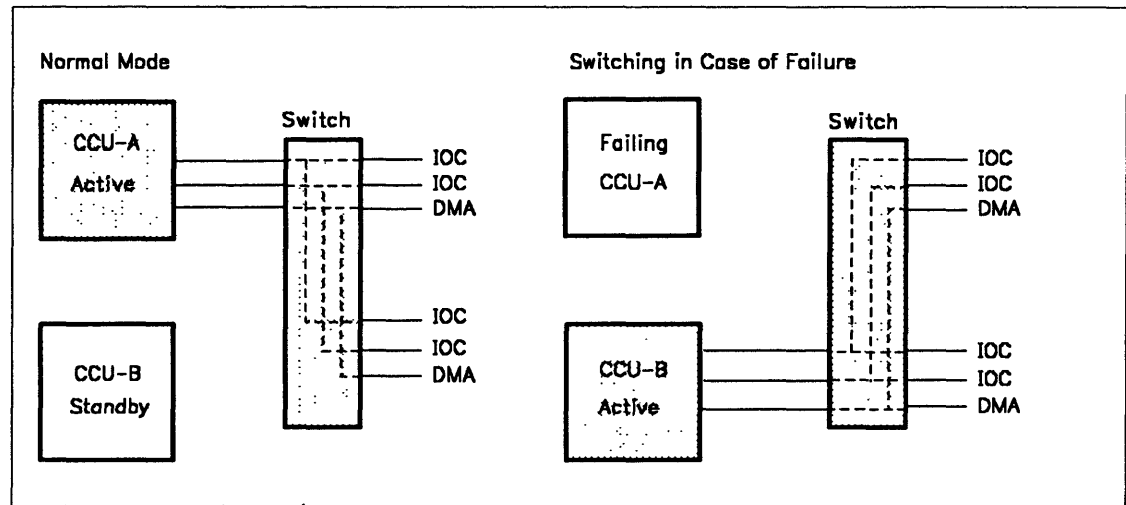 Normal Mode
CCU-A
Active
Switch
IOC
IOC
DMA
CCU-B
Standby
IOC
IOC
DMA
Switching in Case of Failure
Failing
CCU-A
Switch
IOC
IOC
DMA
CCU-B
Active
IOC
IOC
DMA